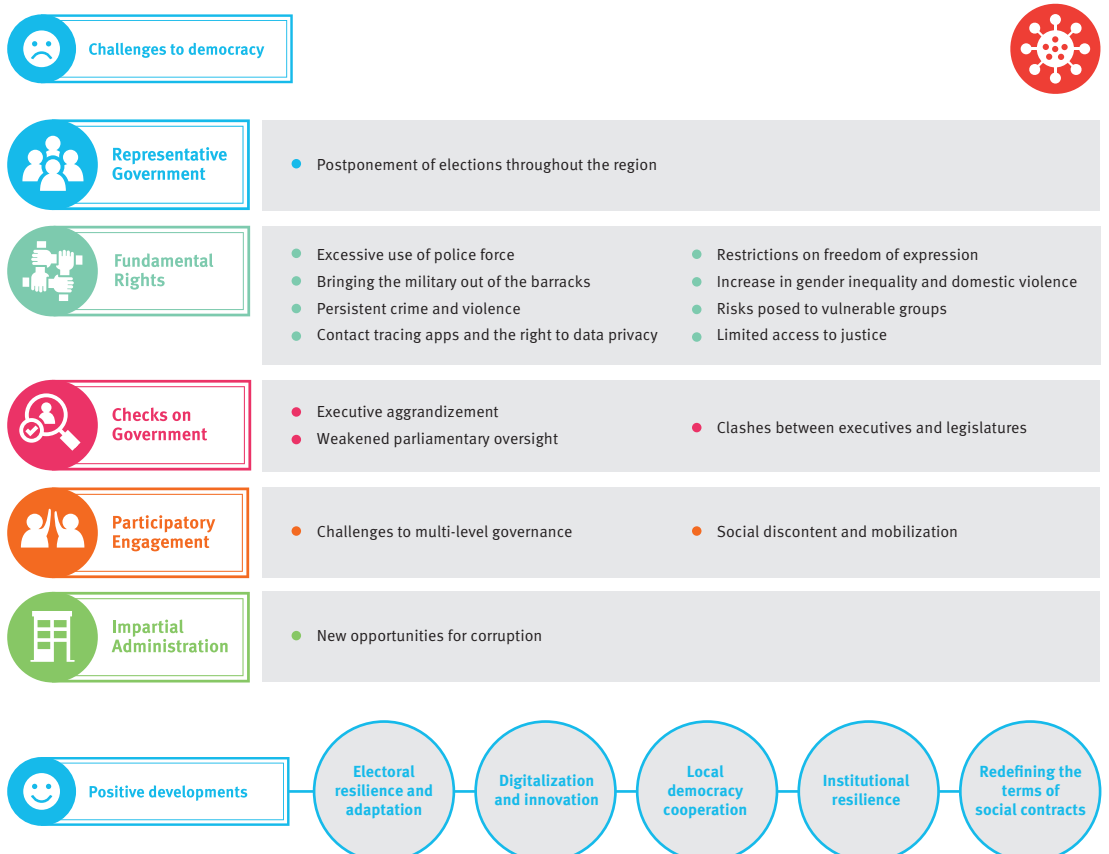 Challenges to democracy
Representative
Government
Postponement of elections throughout the region
Fundamental
Rights
Excessive use of police force
Bringing the military out of the barracks
Persistent crime and violence
Contact tracing apps and the right to data privacy
Restrictions on freedom of expression
Increase in gender inequality and domestic violence
Risks posed to vulnerable groups
Limited access to justice
Checks on
Government
Executive aggrandizement
Weakened parliamentary oversight
Clashes between executives and legislatures
Participatory
Engagement
Challenges to multi-level governance
Social discontent and mobilization
Impartial
Administration
New opportunities for corruption
Positive developments
Electoral
resilience and
adaptation
Digitalization
and innovation
Local
democracy
cooperation
Institutional
resilience
Redefining the
terms of
social contracts